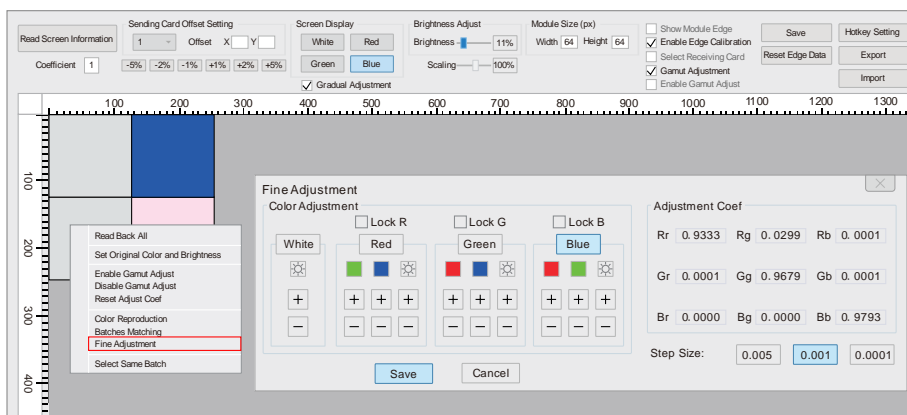 Sending Card Offset Setting
Screen Display
Brightness Adjust
Module Size (px)
Read Screen Information
1
Offset X Y
White
Red
Brightness
11%
Width 64 Height 64
Show Module Edge
Enable Edge Calibration
Select Receiving Card
Gamut Adjustment
Enable Gamut Adjust
Save
Hotkey Setting
Coefficient 1
-5% -2% -1% +1% +2% +5%
Green
Blue
Scaling
100%
Reset Edge Data
Export
Gradual Adjustment
Import
100 200 300 400 500 600 700 800 900 1000 1100 1200 1300
100
200
300
400
Read Back All
Set Original Color and Brightness
Enable Gamut Adjust
Disable Gamut Adjust
Reset Adjust Coef
Color Reproduction
Batches Matching
Fine Adjustment
Select Same Batch
Fine Adjustment
Color Adjustment
Lock R
Lock G
Lock B
White
Red
Green
Blue
+ + + + + + + + + +
− − − − − − − − − −
Save
Cancel
Adjustment Coef
Rr 0.9333 Rg 0.0299 Rb 0.0001
Gr 0.0001 Gg 0.9679 Gb 0.0001
Br 0.0000 Bg 0.0000 Bb 0.9793
Step Size: 0.005 0.001 0.0001